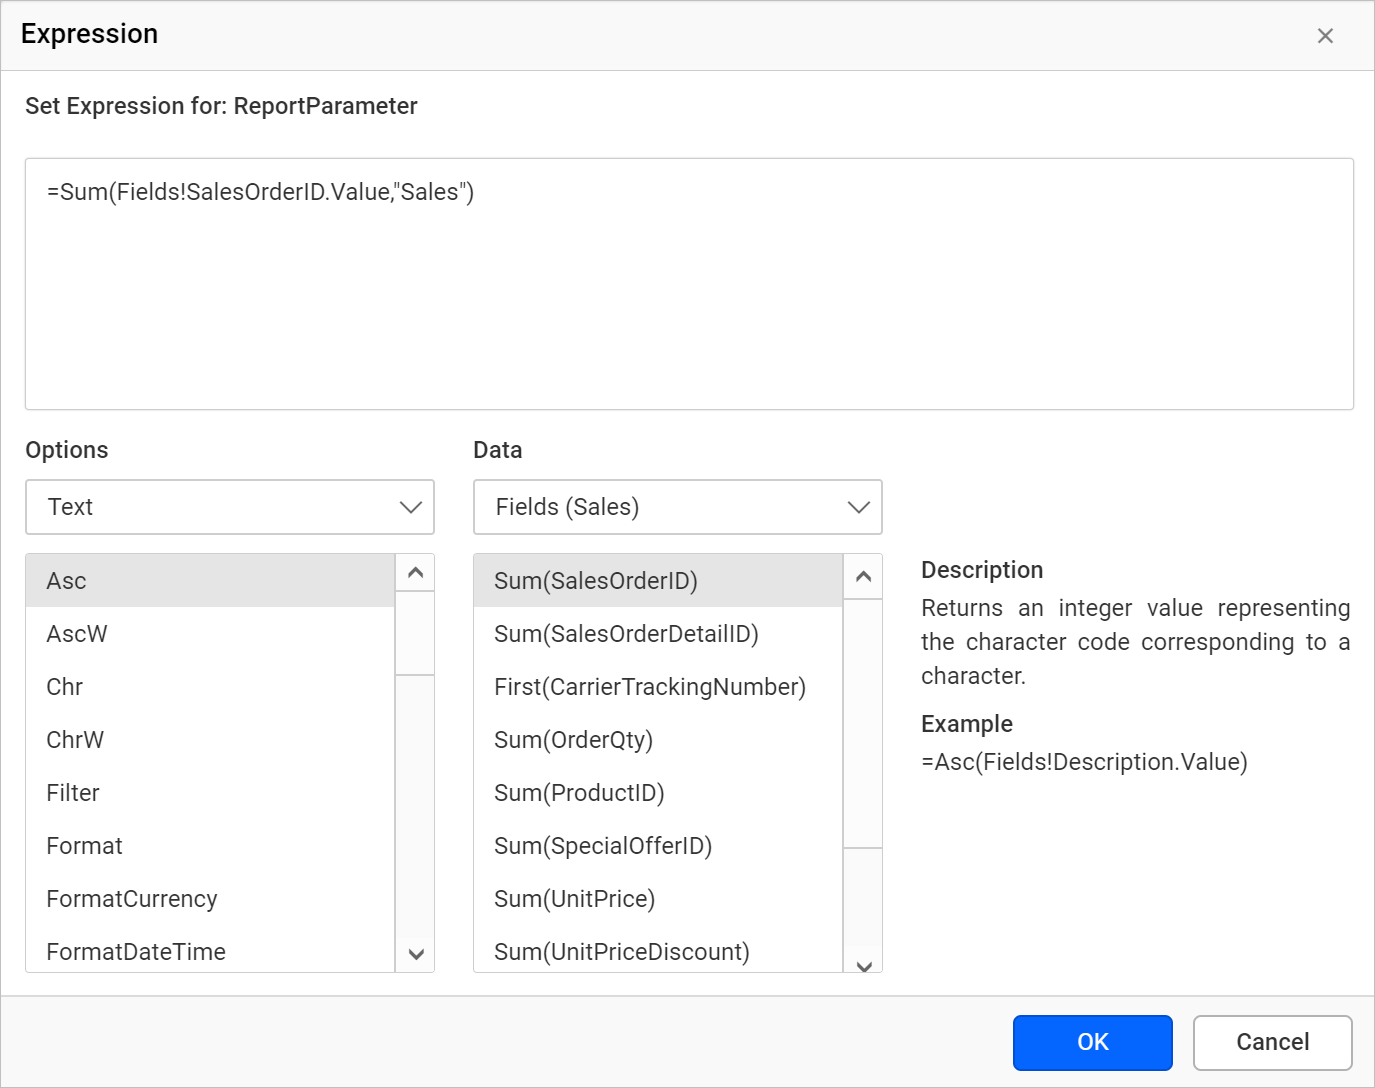 Expression
Set Expression for: ReportParameter
=Sum(Fields!SalesOrderID.Value,"Sales")
Options
Text
Asc
AscW
Chr
ChrW
Filter
Format
FormatCurrency
FormatDateTime
Data
Fields (Sales)
Sum(SalesOrderID)
Sum(SalesOrderDetailID)
First(CarrierTrackingNumber)
Sum(OrderQty)
Sum(ProductID)
Sum(SpecialOfferID)
Sum(UnitPrice)
Sum(UnitPriceDiscount)
Description
Returns an integer value representing
the character code corresponding to a
character.
Example
=Asc(Fields!Description.Value)
OK
Cancel